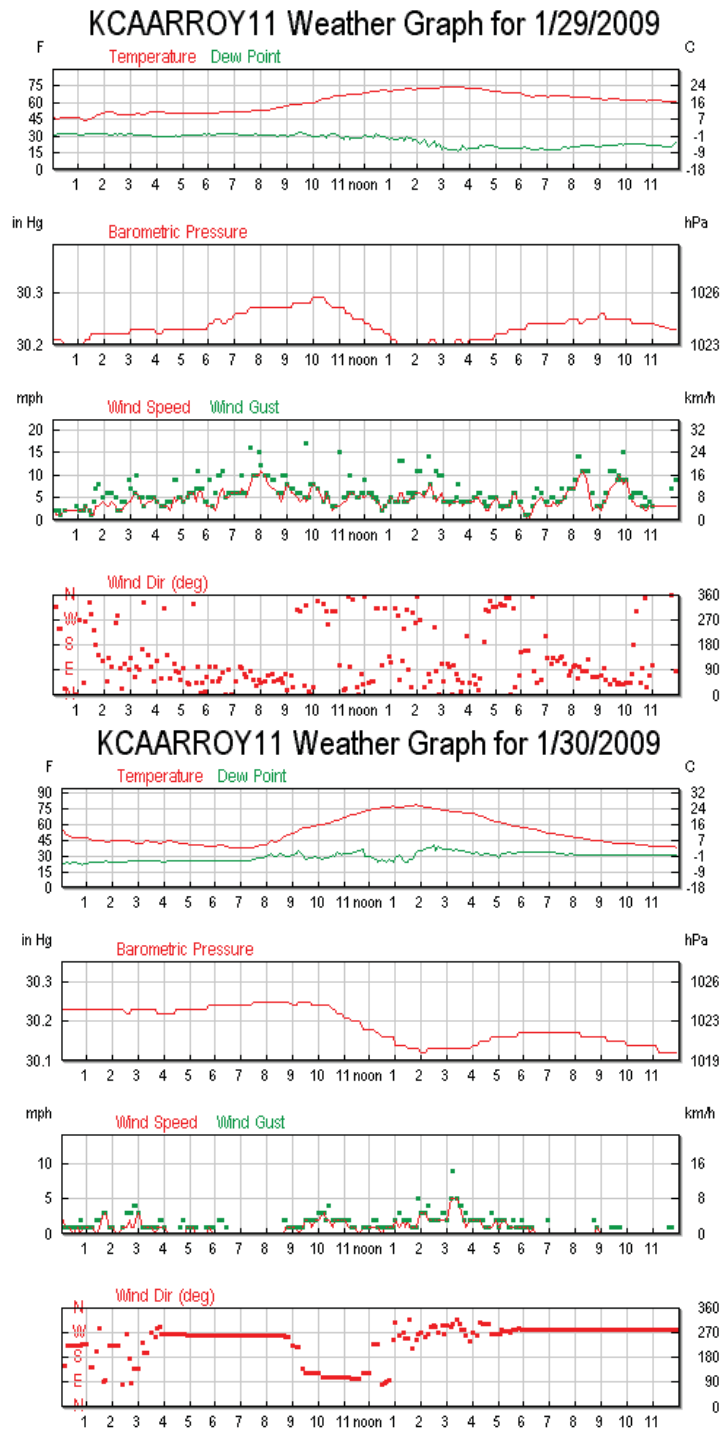 KCAARROY11 Weather Graph for 1/29/2009
F Temperature Dew Point C
75 24
60 16
45 7
30 -1
15 -9
0 -18
1 2 3 4 5 6 7 8 9 10 11 noon 1 2 3 4 5 6 7 8 9 10 11
in Hg Barometric Pressure hPa
30.3 1026
30.2 1023
1 2 3 4 5 6 7 8 9 10 11 noon 1 2 3 4 5 6 7 8 9 10 11
mph Wind Speed Wind Gust km/h
20 32
15 24
10 16
5 8
0 0
1 2 3 4 5 6 7 8 9 10 11 noon 1 2 3 4 5 6 7 8 9 10 11
Wind Dir (deg)
N 360
W 270
S 180
E 90
N 0
1 2 3 4 5 6 7 8 9 10 11 noon 1 2 3 4 5 6 7 8 9 10 11
KCAARROY11 Weather Graph for 1/30/2009
F Temperature Dew Point C
90 32
75 24
60 16
45 7
30 -1
15 -9
0 -18
1 2 3 4 5 6 7 8 9 10 11 noon 1 2 3 4 5 6 7 8 9 10 11
in Hg Barometric Pressure hPa
30.3 1026
30.2 1023
30.1 1019
1 2 3 4 5 6 7 8 9 10 11 noon 1 2 3 4 5 6 7 8 9 10 11
mph Wind Speed Wind Gust km/h
10 16
5 8
0 0
1 2 3 4 5 6 7 8 9 10 11 noon 1 2 3 4 5 6 7 8 9 10 11
Wind Dir (deg)
N 360
W 270
S 180
E 90
N 0
1 2 3 4 5 6 7 8 9 10 11 noon 1 2 3 4 5 6 7 8 9 10 11